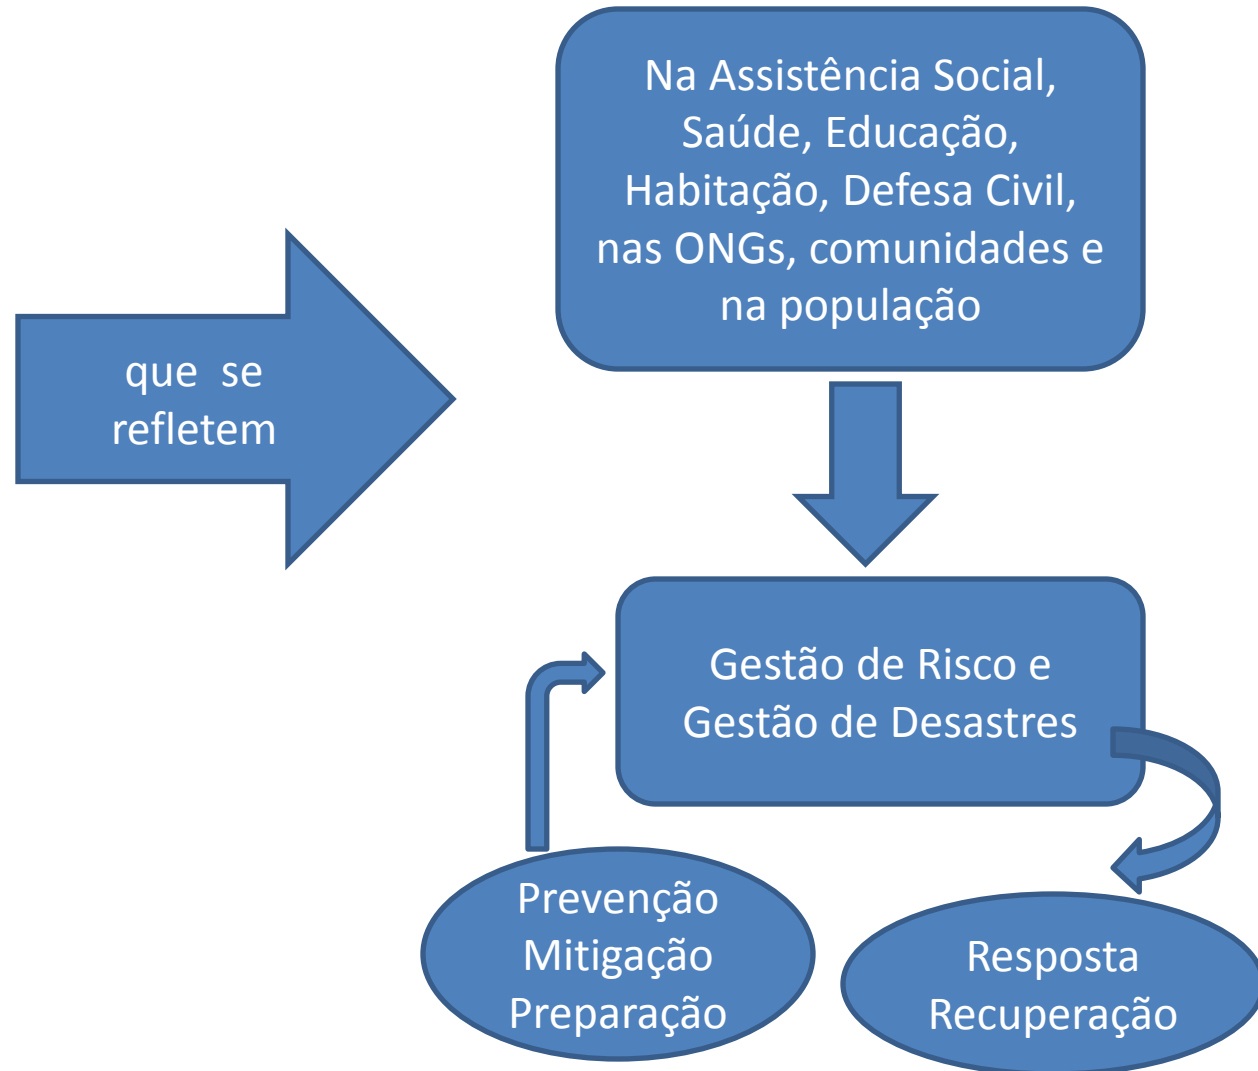 Na Assistência Social,
Saúde, Educação,
Habitação, Defesa Civil,
nas ONGs, comunidades e
na população
que se
refletem
Gestão de Risco e
Gestão de Desastres
Prevenção
Mitigação
Preparação
Resposta
Recuperação